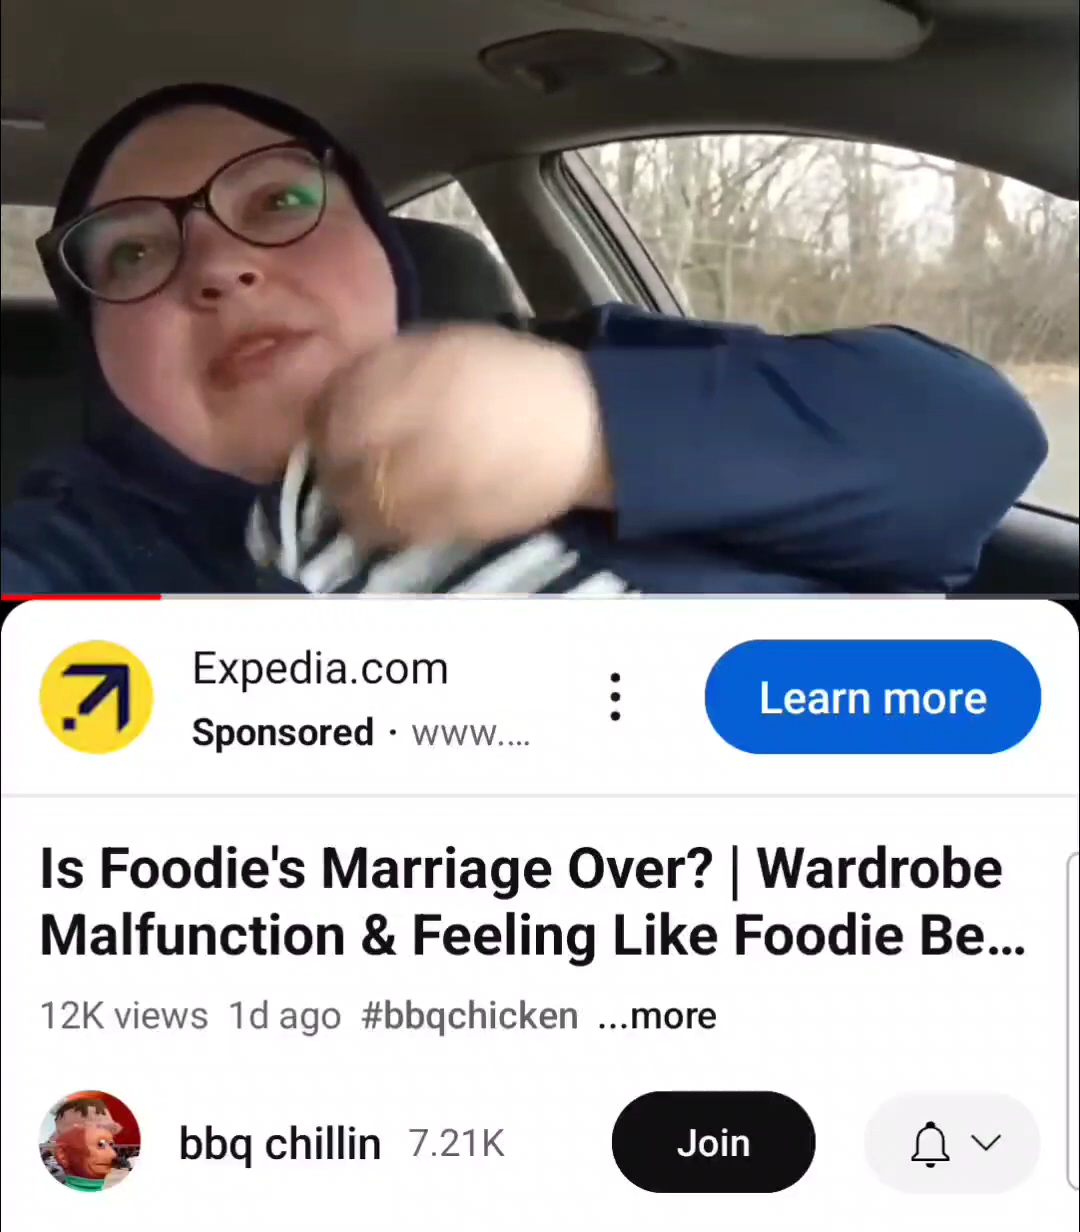 Expedia.com
Sponsored · www....
Learn more
Is Foodie's Marriage Over? | Wardrobe
Malfunction & Feeling Like Foodie Be...
12K views 1d ago #bbqchicken ...more
bbq chillin 7.21K
Join